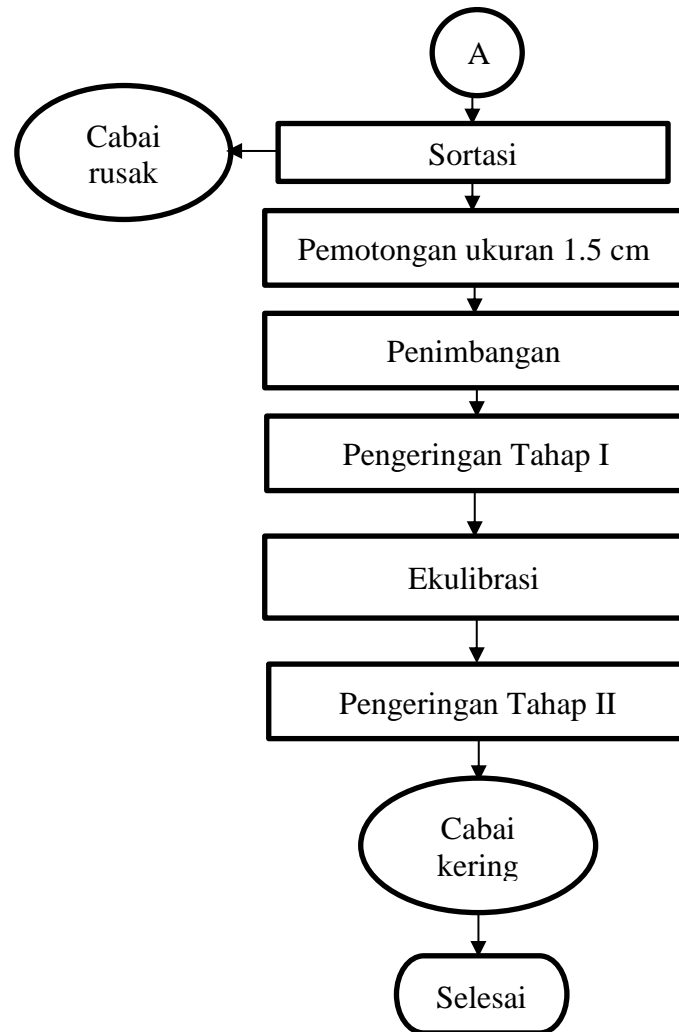 A
Cabai
rusak
Sortasi
Pemotongan ukuran 1.5 cm
Penimbangan
Pengeringan Tahap I
Ekulibrasi
Pengeringan Tahap II
Cabai
kering
Selesai